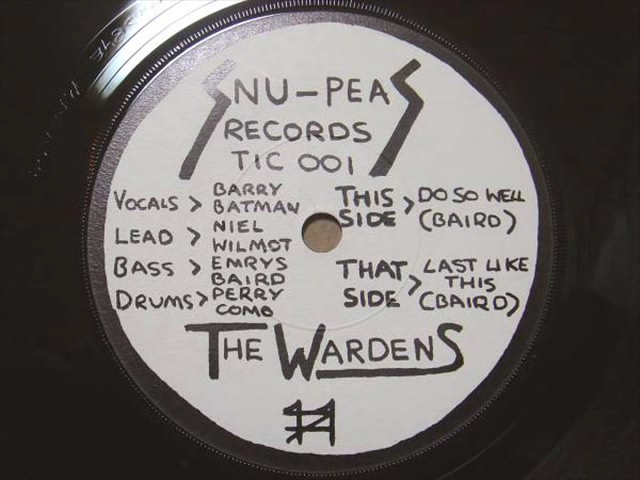 SNU-PEAS
RECORDS
TIC 001
VOCALS > BARRY BATMAN
LEAD > NIEL WILMOT
BASS > EMRYS BAIRD
DRUMS > PERRY COMO
THIS SIDE > DO SO WELL (BAIRD)
THAT SIDE > LAST LIKE THIS (BAIRD)
THE WARDENS